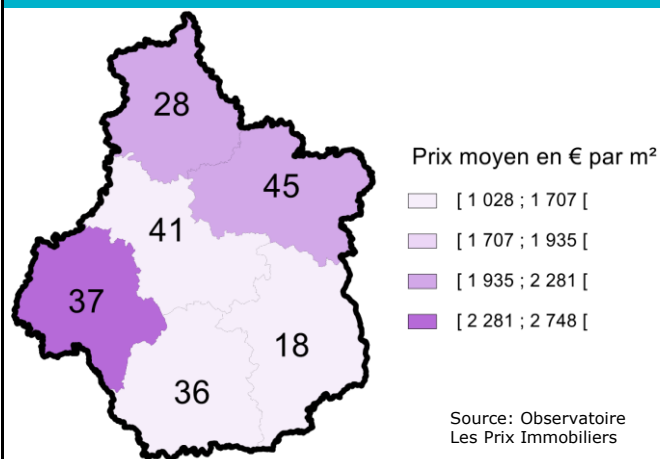 28
45
41
37
18
36
Prix moyen en € par m²
[ 1 028 ; 1 707 [
[ 1 707 ; 1 935 [
[ 1 935 ; 2 281 [
[ 2 281 ; 2 748 [
Source: Observatoire
Les Prix Immobiliers